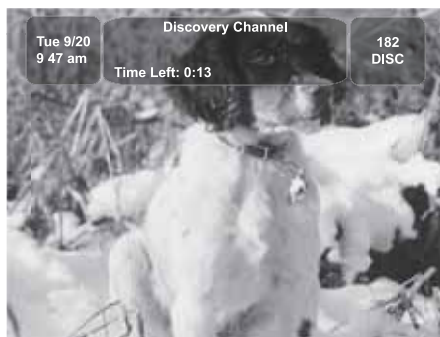 Tue 9/20
9 47 am
Discovery Channel
Time Left: 0:13
182
DISC